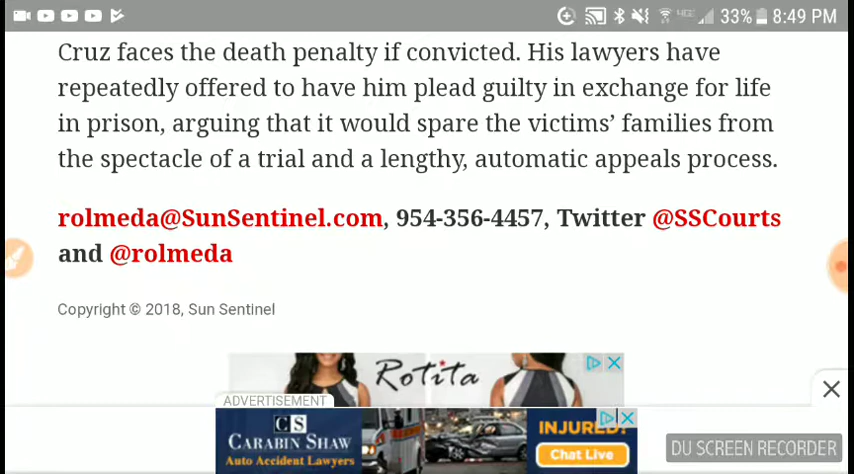 33% 8:49 PM
Cruz faces the death penalty if convicted. His lawyers have
repeatedly offered to have him plead guilty in exchange for life
in prison, arguing that it would spare the victims’ families from
the spectacle of a trial and a lengthy, automatic appeals process.
rolmeda@SunSentinel.com, 954-356-4457, Twitter @SSCourts
and @rolmeda
Copyright © 2018, Sun Sentinel
Rotita
ADVERTISEMENT
CS
CARABIN SHAW
Auto Accident Lawyers
INJURED?
Chat Live
DU SCREEN RECORDER